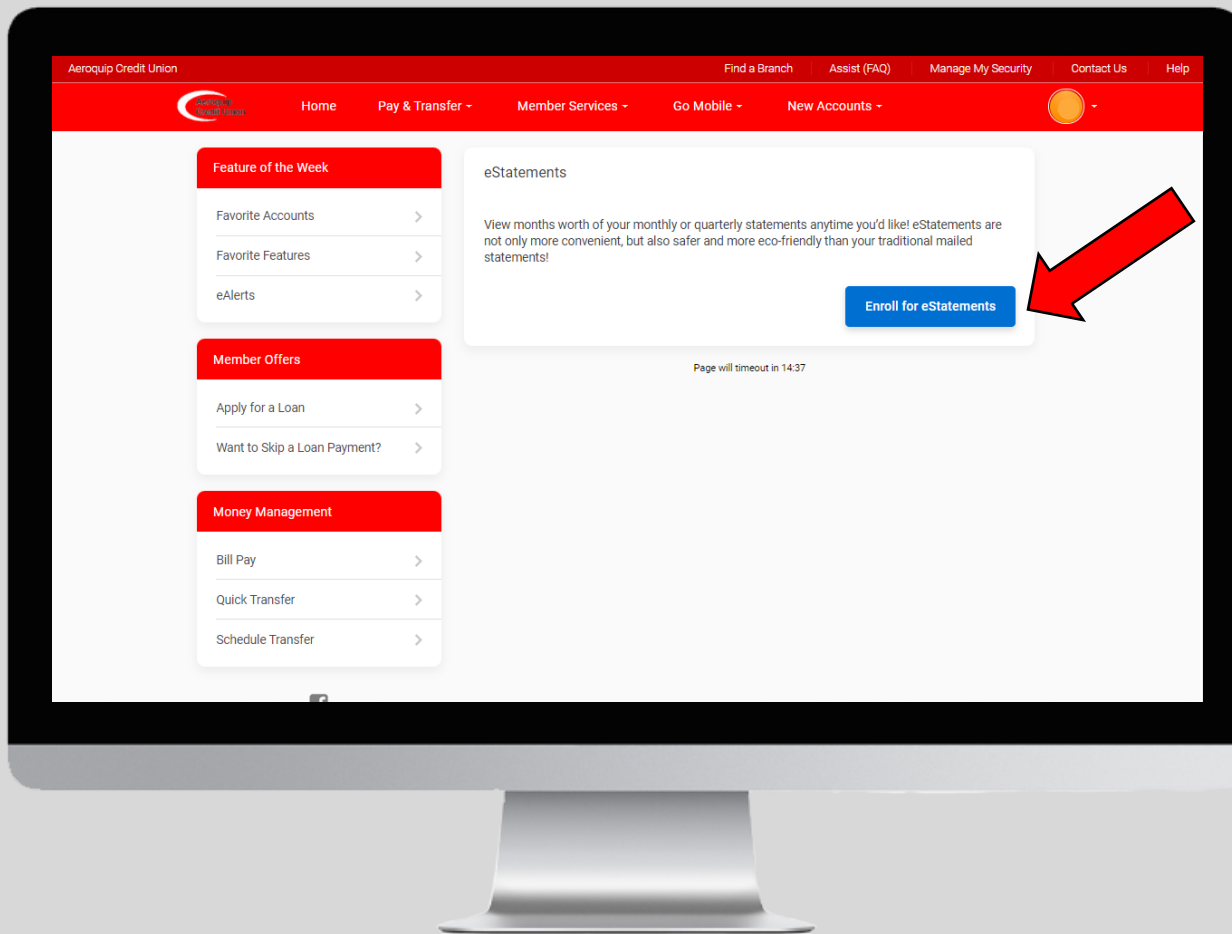 Aeroquip Credit Union
Find a Branch
Assist (FAQ)
Manage My Security
Contact Us
Help
Aeroquip
Credit Union
Home
Pay & Transfer
Member Services
Go Mobile
New Accounts
Feature of the Week
Favorite Accounts
Favorite Features
eAlerts
Member Offers
Apply for a Loan
Want to Skip a Loan Payment?
Money Management
Bill Pay
Quick Transfer
Schedule Transfer
eStatements
View months worth of your monthly or quarterly statements anytime you'd like! eStatements are
not only more convenient, but also safer and more eco-friendly than your traditional mailed
statements!
Enroll for eStatements
Page will timeout in 14:37